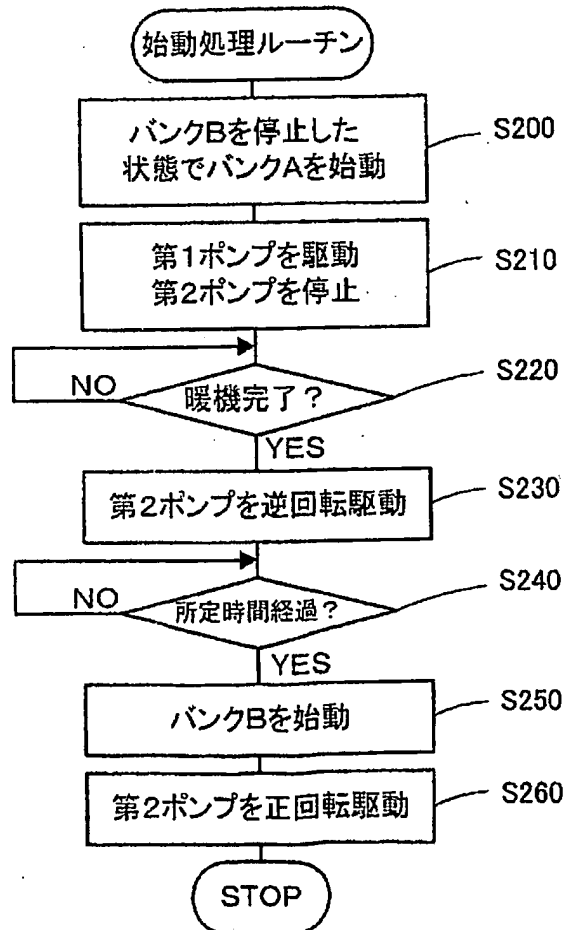 始動処理ルーチン
バンクBを停止した
状態でバンクAを始動
S200
第1ポンプを駆動
第2ポンプを停止
S210
暖機完了？
S220
NO
YES
第2ポンプを逆回転駆動
S230
所定時間経過？
S240
NO
YES
バンクBを始動
S250
第2ポンプを正回転駆動
S260
STOP